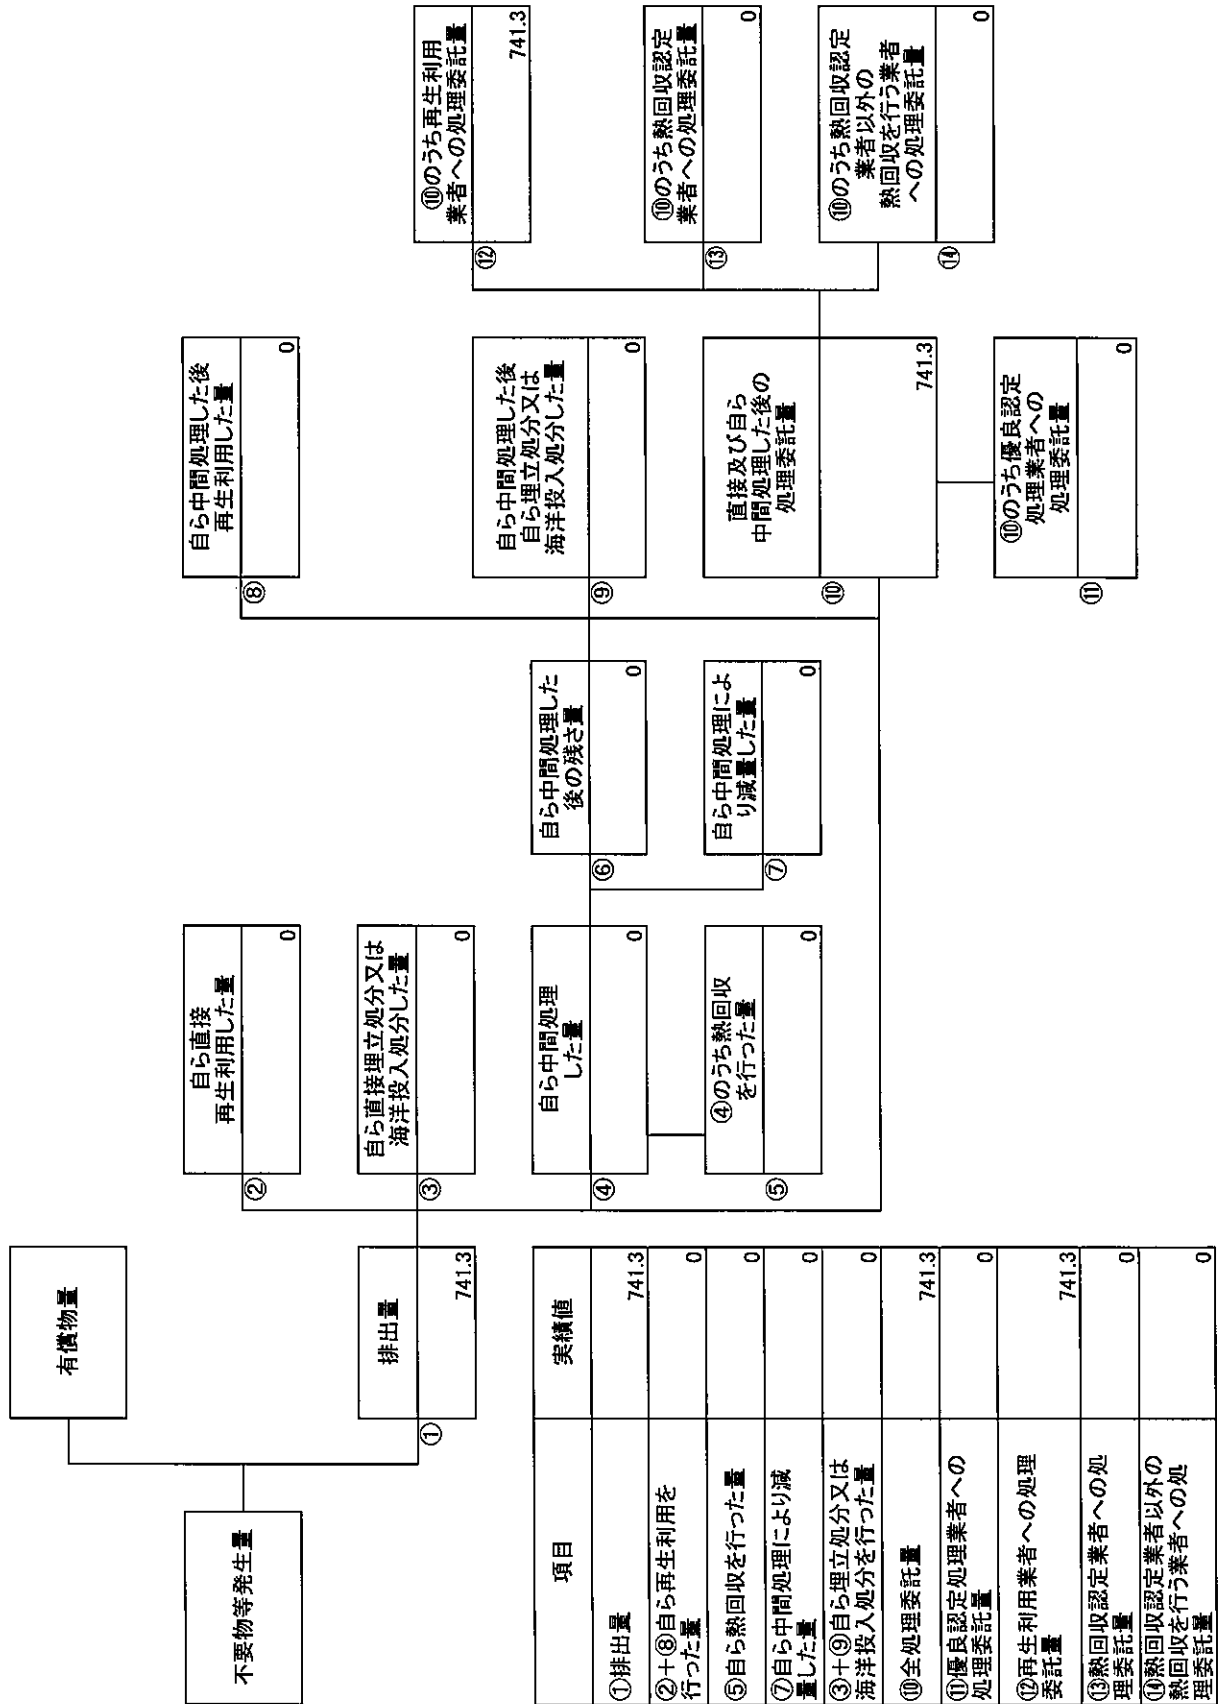 不要物等発生量
有償物量
①
排出量
741.3
②
自ら直接
再生利用した量
0
③
自ら直接埋立処分又は
海洋投入処分した量
0
④
自ら中間処理
した量
0
⑤
④のうち熱回収
を行った量
0
⑥
自ら中間処理した
後の残さ量
0
⑦
自ら中間処理によ
り減量した量
0
⑧
自ら中間処理した後
再生利用した量
0
⑨
自ら中間処理した後
自ら埋立処分又は
海洋投入処分した量
0
⑩
直接及び自ら
中間処理した後の
処理委託量
741.3
⑪
⑩のうち優良認定
処理業者への
処理委託量
0
⑫
⑩のうち再生利用
業者への処理委託量
741.3
⑬
⑩のうち熱回収認定
業者への処理委託量
0
⑭
⑩のうち熱回収認定
業者以外の
熱回収を行う業者
への処理委託量
0
項目 実績値
①排出量 741.3
②＋⑧自ら再生利用を
行った量 0
⑤自ら熱回収を行った量 0
⑦自ら中間処理により減
量した量 0
③＋⑨自ら埋立処分又は
海洋投入処分を行った量 0
⑩全処理委託量 741.3
⑪優良認定処理業者への
処理委託量 0
⑫再生利用業者への処理
委託量 741.3
⑬熱回収認定業者への処
理委託量 0
⑭熱回収認定業者以外の
熱回収を行う業者への処
理委託量 0